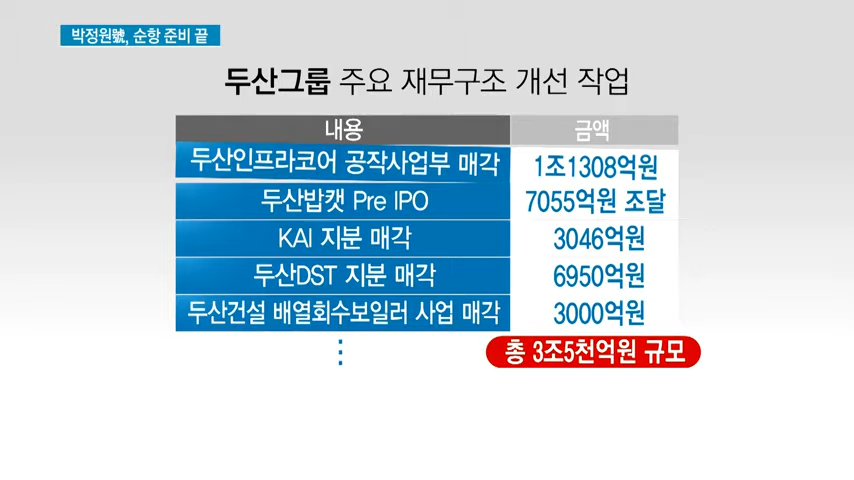 박정원號, 순항 준비 끝
두산그룹 주요 재무구조 개선 작업
내용 금액
두산인프라코어 공작사업부 매각 1조1308억원
두산밥캣 Pre IPO 7055억원 조달
KAI 지분 매각 3046억원
두산DST 지분 매각 6950억원
두산건설 배열회수보일러 사업 매각 3000억원
총 3조5천억원 규모